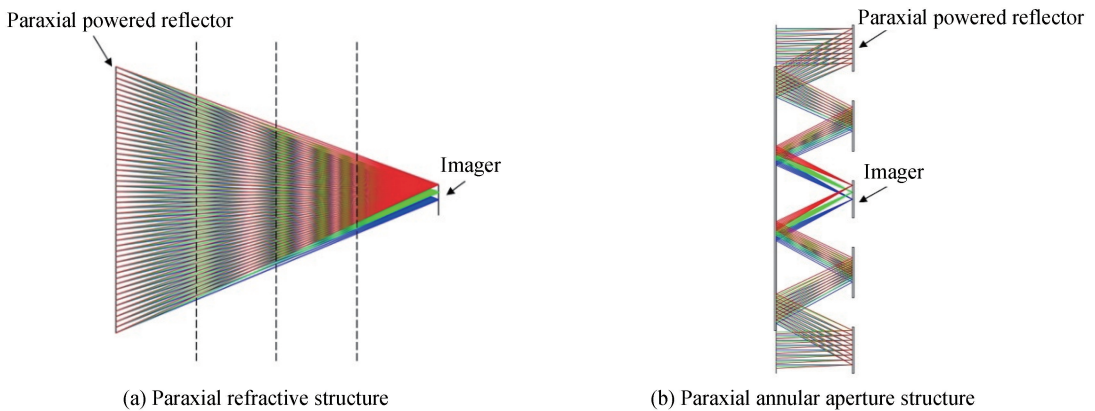 Paraxial powered reflector
Imager
(a) Paraxial refractive structure
Paraxial powered reflector
Imager
(b) Paraxial annular aperture structure